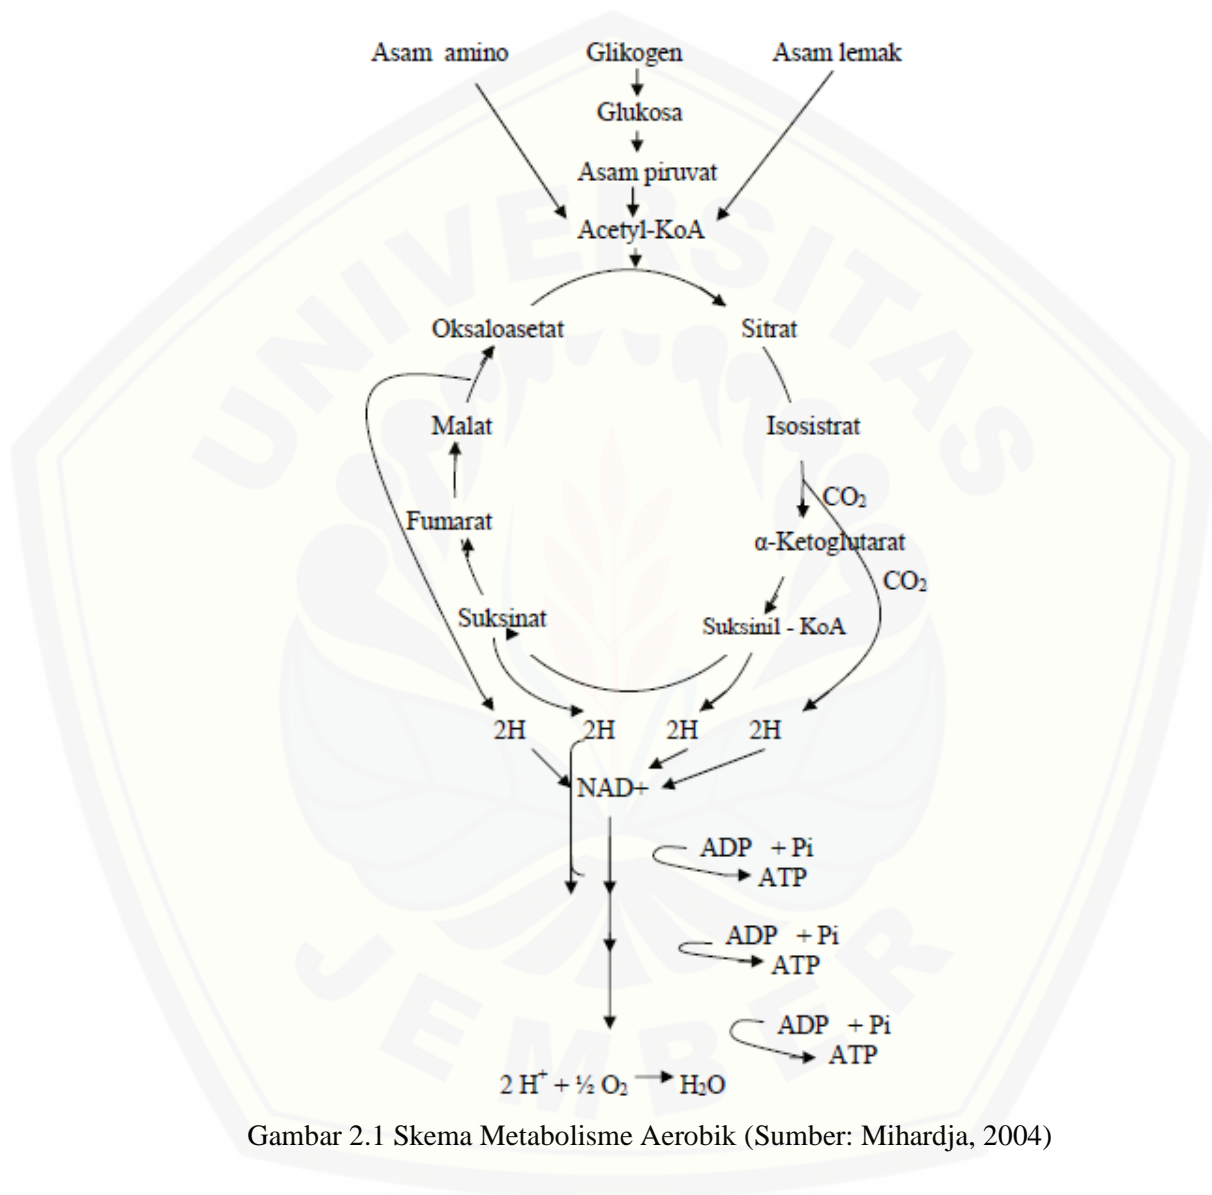 Asam amino Glikogen Asam lemak
Glukosa
Asam piruvat
Acetyl-KoA
Oksaloasetat Sitrat
Malat Isosistrat
CO₂
Fumarat
α-Ketoglutarat
CO₂
Suksinat Suksinil - KoA
2H 2H 2H 2H
NAD+
ADP + Pi
ATP
ADP + Pi
ATP
ADP + Pi
ATP
2 H⁺ + ½ O₂ H₂O
Gambar 2.1 Skema Metabolisme Aerobik (Sumber: Mihardja, 2004)
UNIVERSITAS
JEMBER